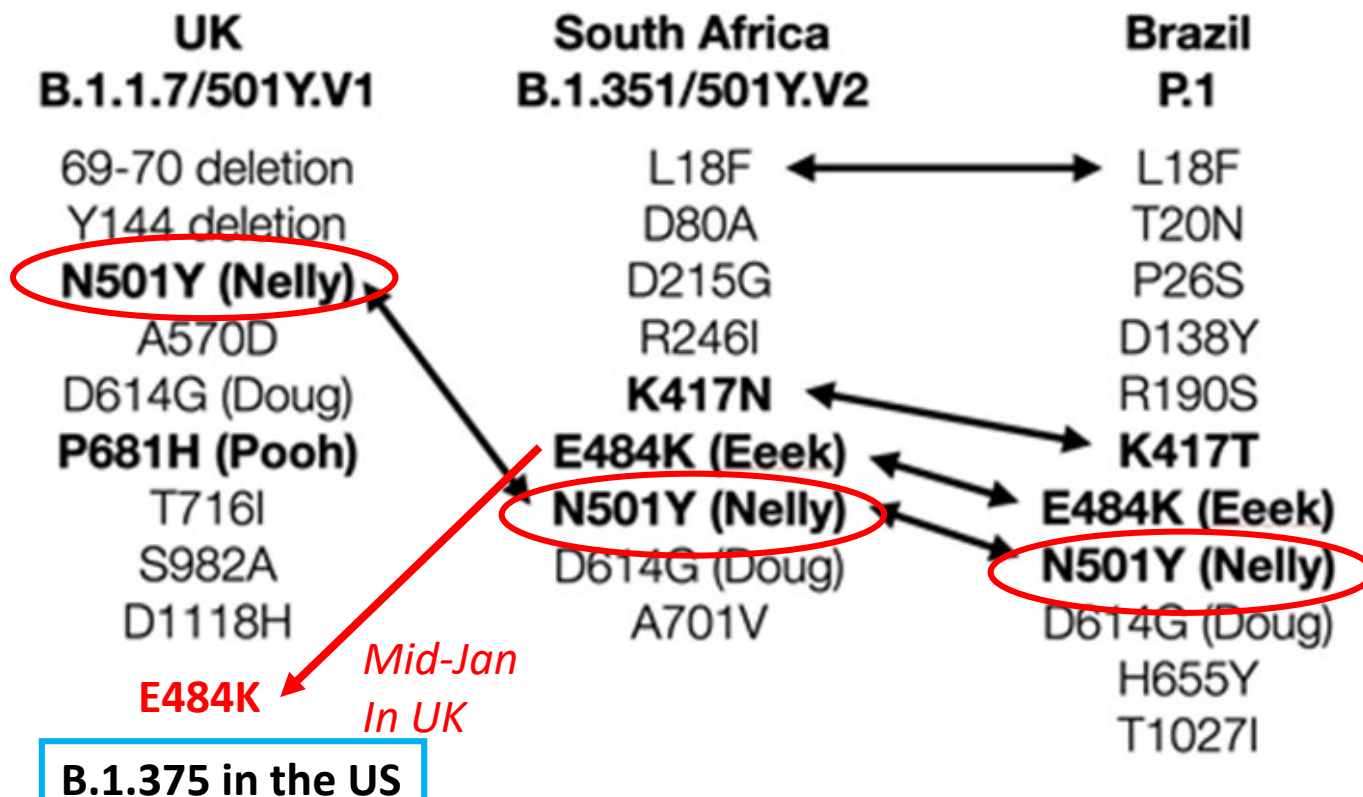 UK
B.1.1.7/501Y.V1
69-70 deletion
Y144 deletion
N501Y (Nelly)
A570D
D614G (Doug)
P681H (Pooh)
T716I
S982A
D1118H
E484K
B.1.375 in the US
Mid-Jan
In UK
South Africa
B.1.351/501Y.V2
L18F
D80A
D215G
R246I
K417N
E484K (Eeek)
N501Y (Nelly)
D614G (Doug)
A701V
Brazil
P.1
L18F
T20N
P26S
D138Y
R190S
K417T
E484K (Eeek)
N501Y (Nelly)
D614G (Doug)
H655Y
T1027I